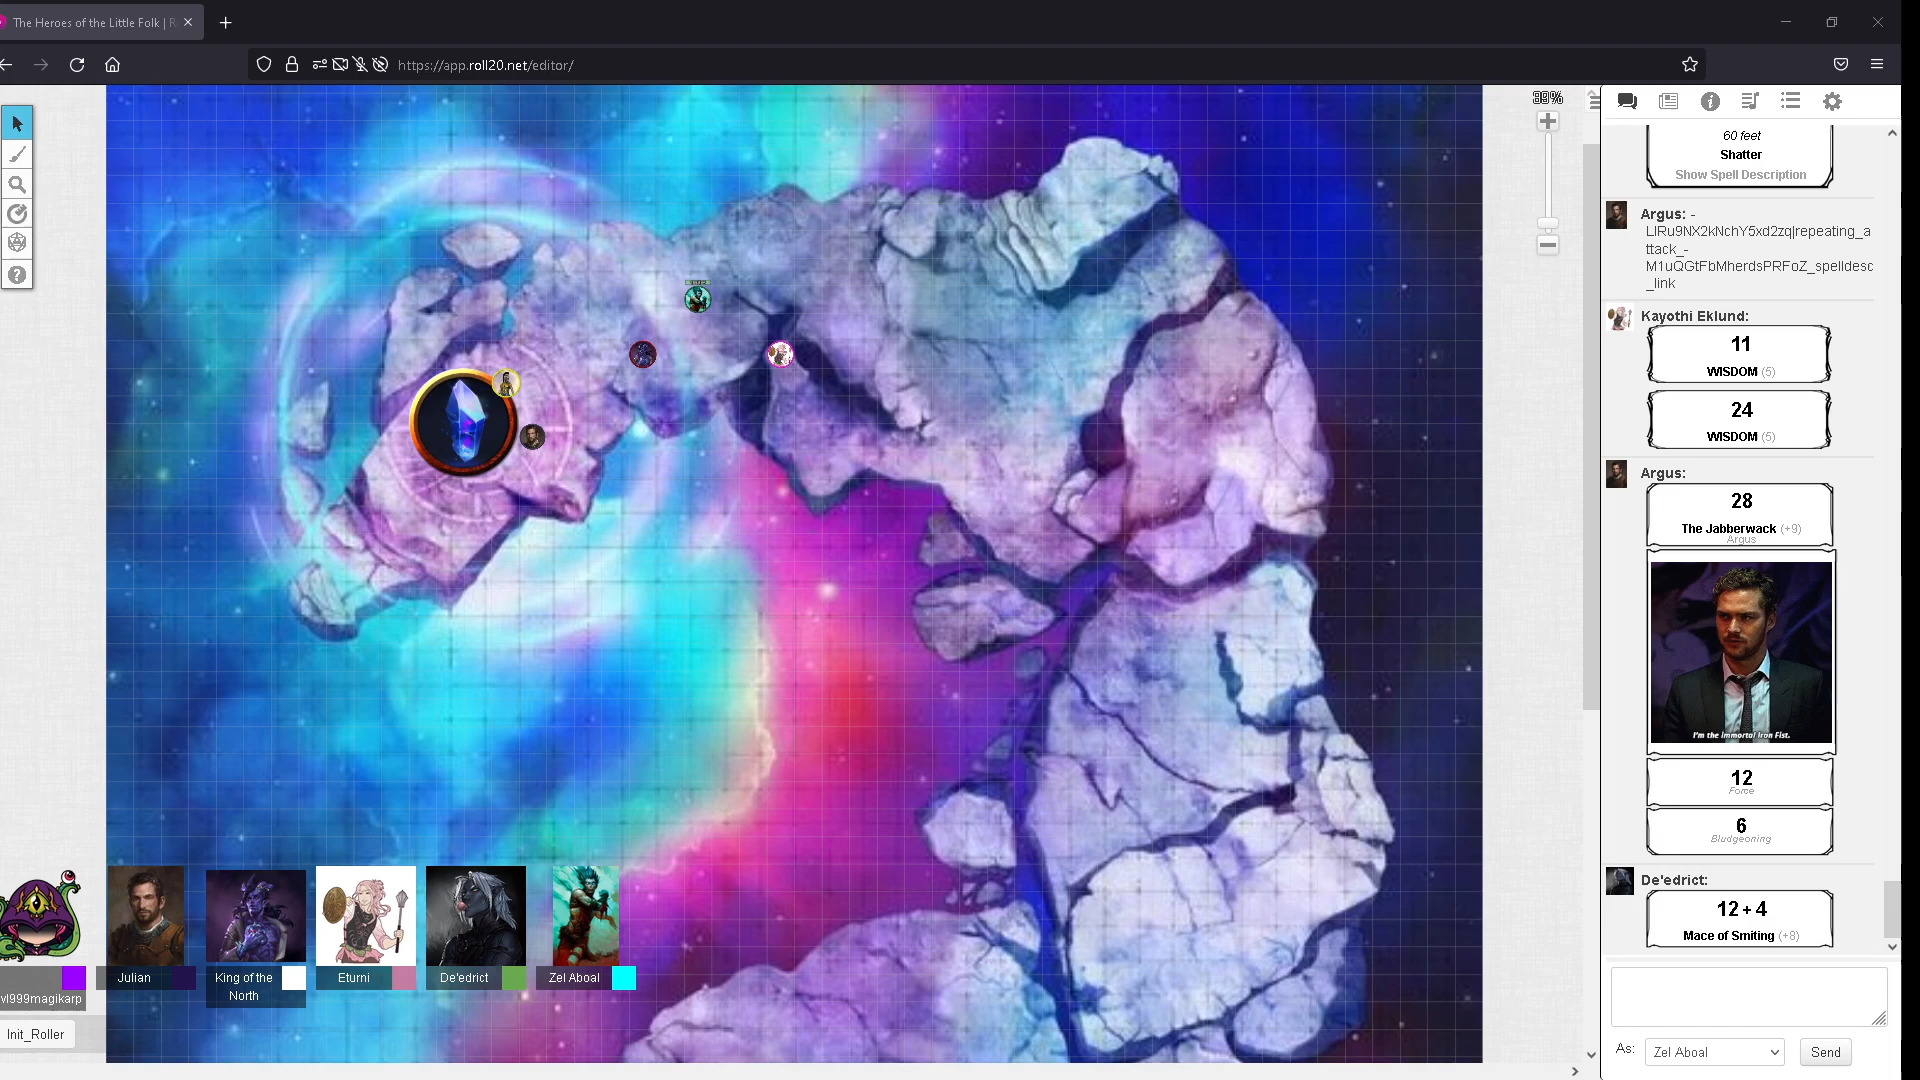 The Heroes of the Little Folk | R
https://app.roll20.net/editor/
39%
60 feet
Shatter
Show Spell Description
Argus: -
LIRu9NX2kNchY5xd2zq|repeating_a
ttack_-
M1uQGtFbMherdsPRFoZ_spelldesc
_link
Kayothi Eklund:
11
WISDOM (5)
24
WISDOM (5)
Argus:
28
The Jabberwack (+9)
Argus
I'm the Immortal Iron Fist.
12
Force
6
Bludgeoning
De'edrict:
12 + 4
Mace of Smiting (+8)
vl999magikarp
Julian
King of the
North
Eturni
De'edrict
Zel Aboal
Init_Roller
As:
Zel Aboal
Send